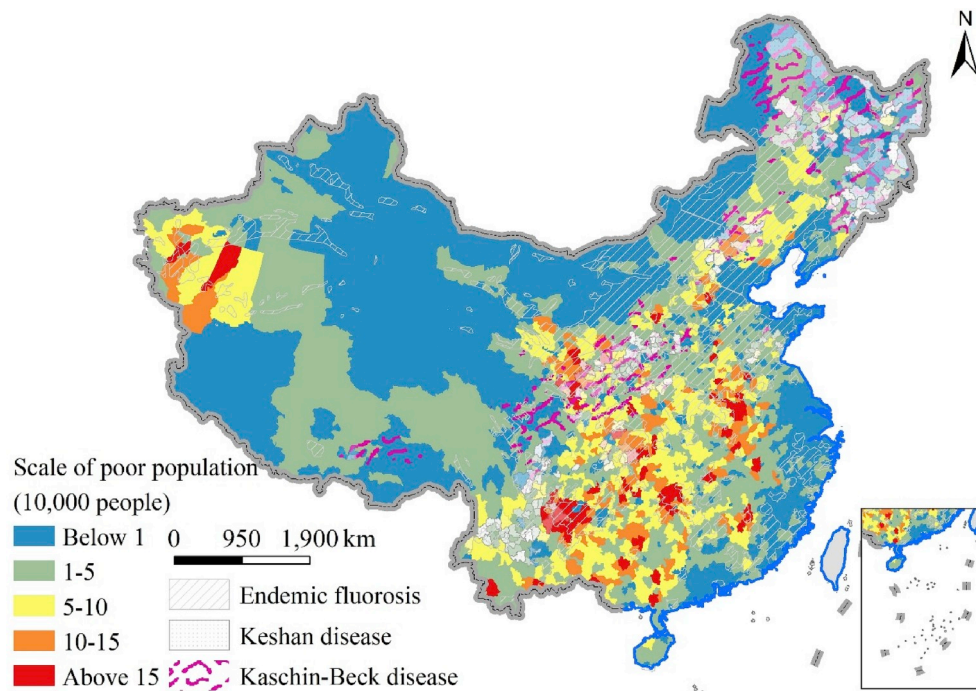 N
Scale of poor population
(10,000 people)
Below 1
1-5
5-10
10-15
Above 15
0 950 1,900 km
Endemic fluorosis
Keshan disease
Kaschin-Beck disease